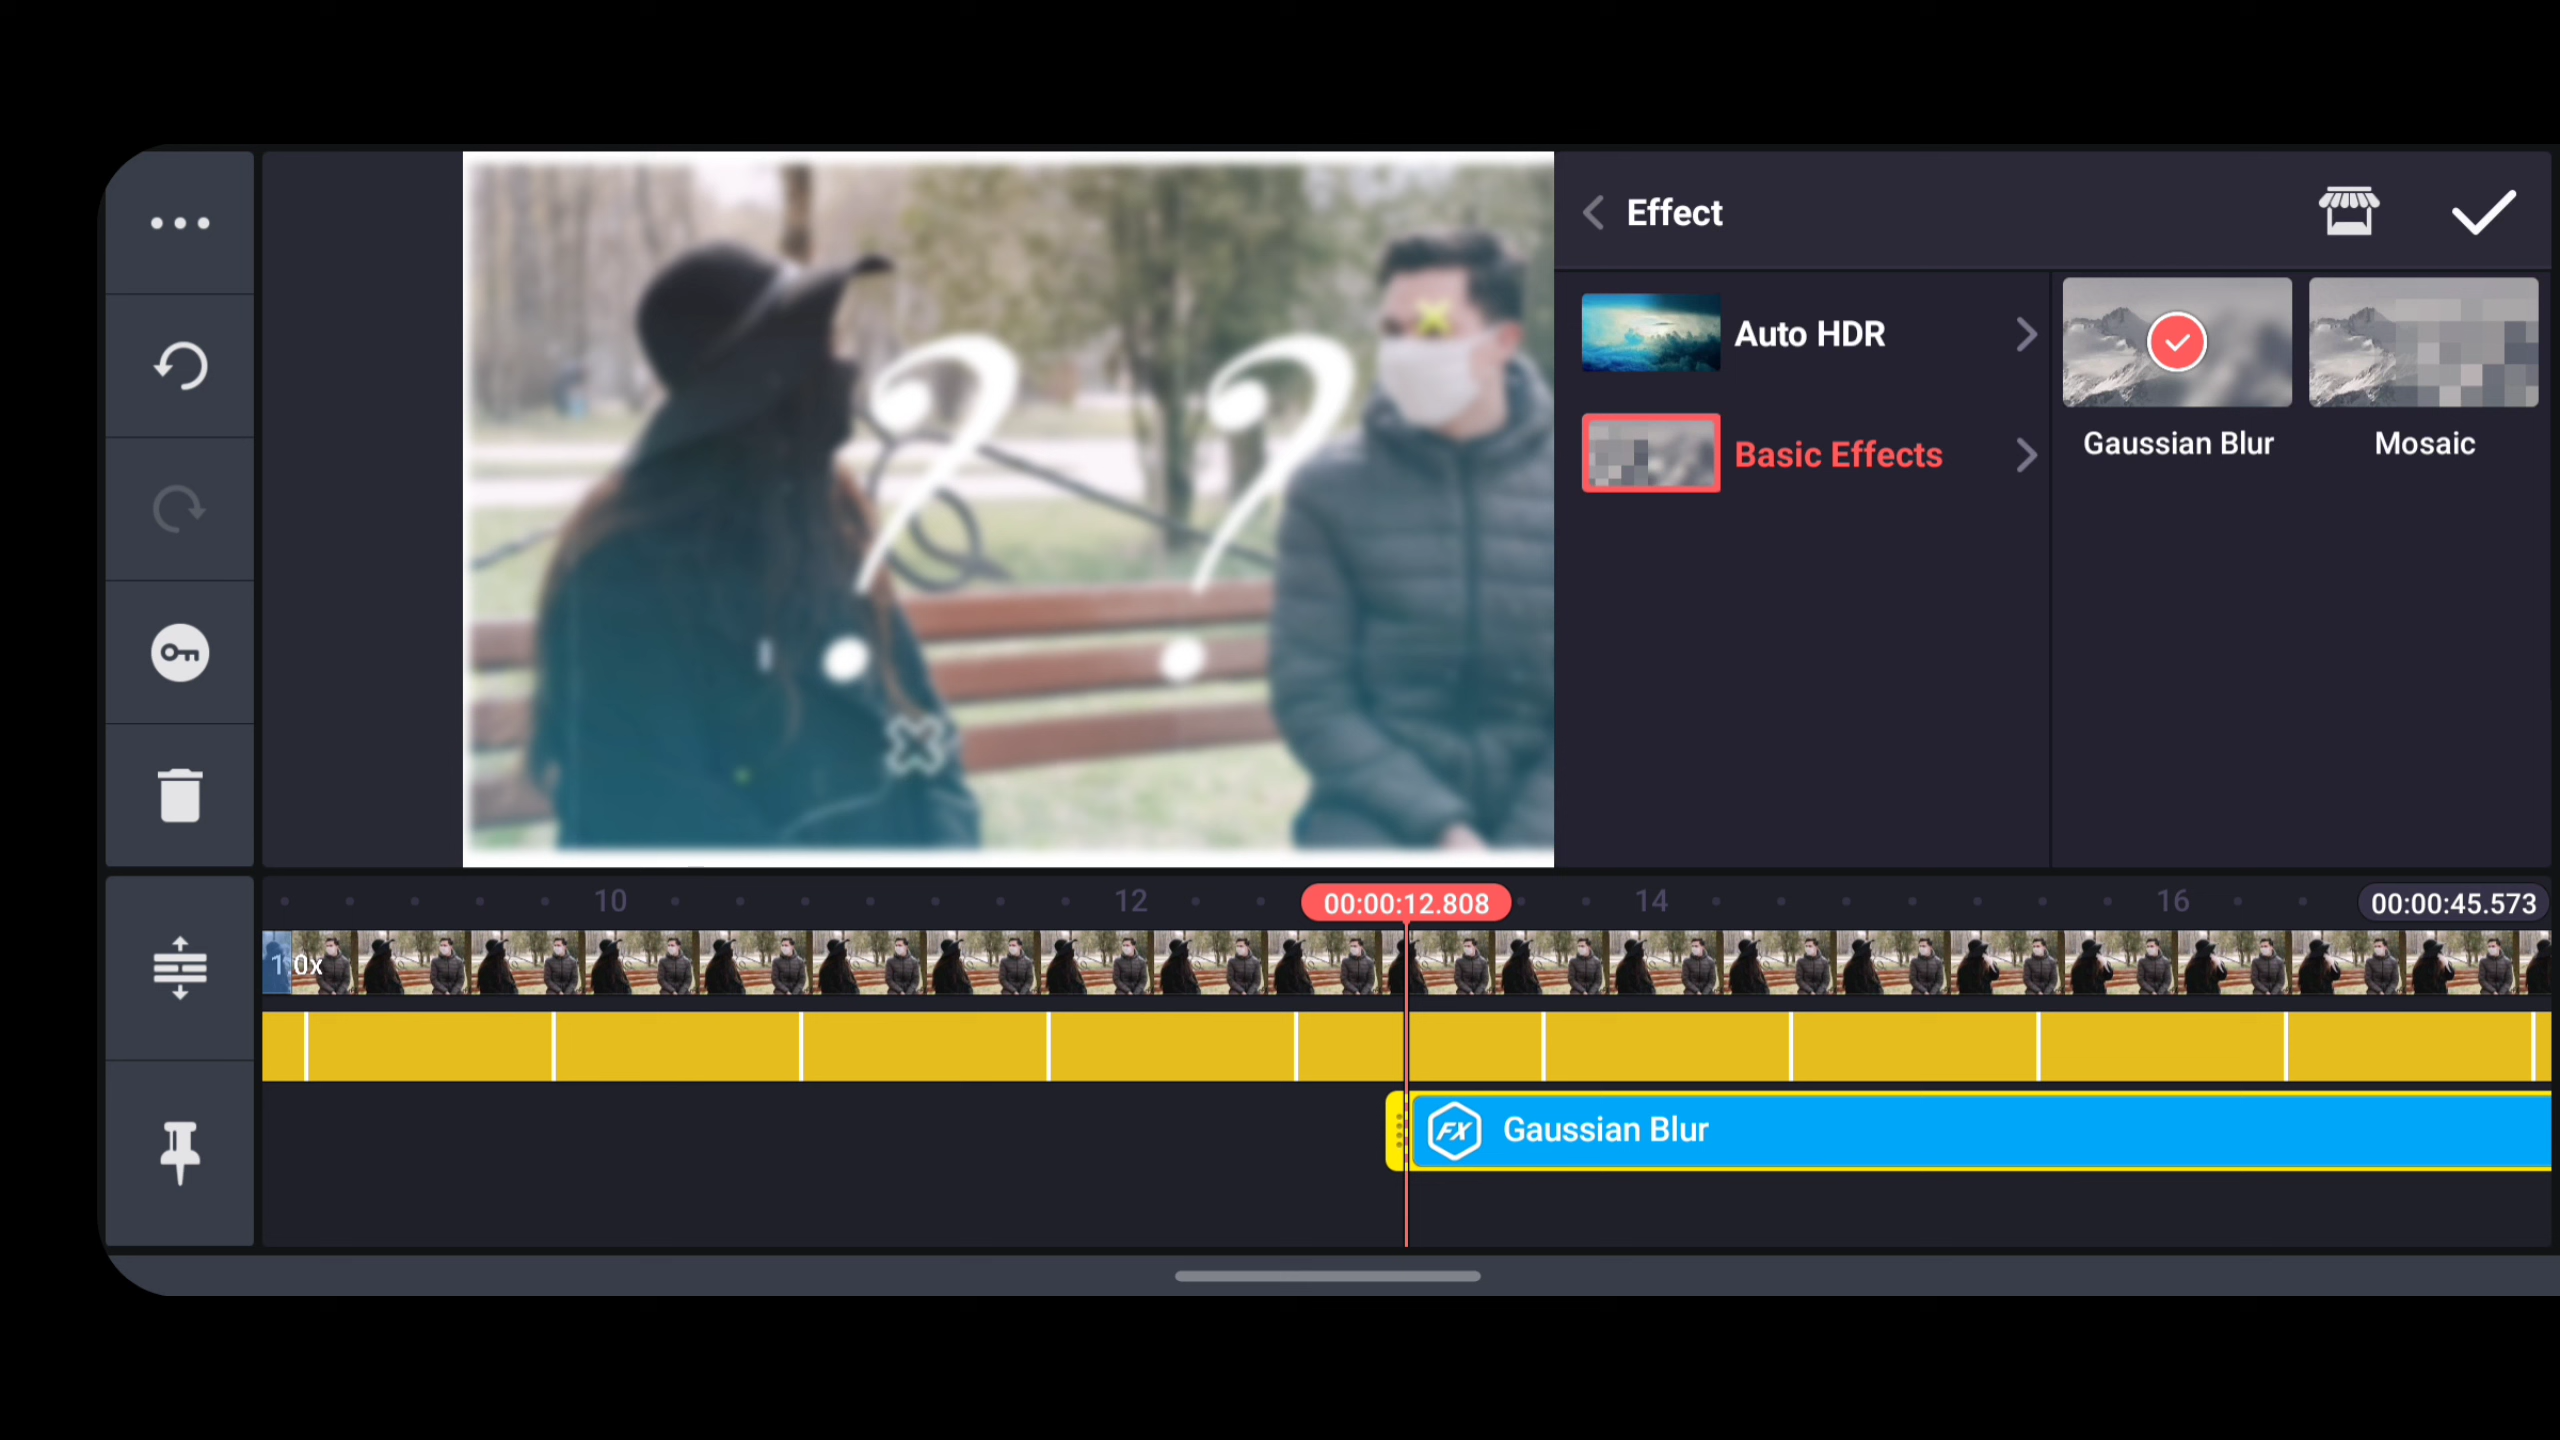 Effect
Auto HDR
Basic Effects
Gaussian Blur
Mosaic
? ?
10
12
00:00:12.808
14
16
00:00:45.573
1.0x
FX Gaussian Blur